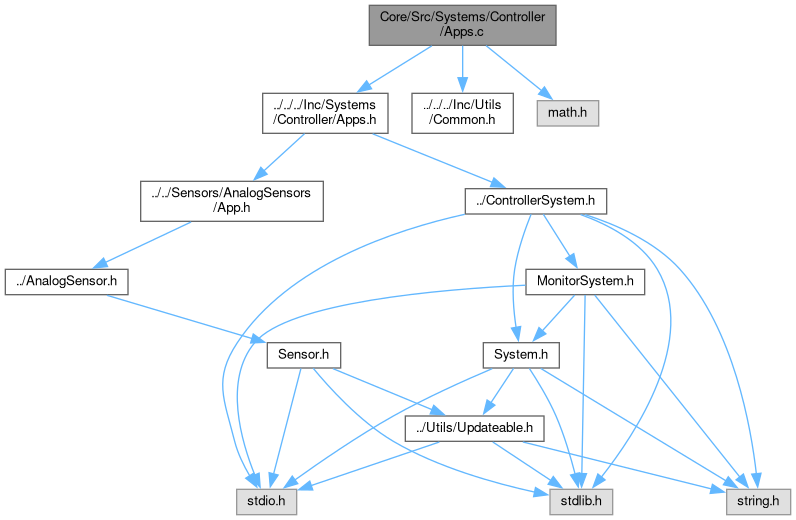 Core/Src/Systems/Controller
/Apps.c
../../../Inc/Systems
/Controller/Apps.h
../../../Inc/Utils
/Common.h
math.h
../../Sensors/AnalogSensors
/App.h
../ControllerSystem.h
../AnalogSensor.h
MonitorSystem.h
Sensor.h
System.h
../Utils/Updateable.h
stdio.h
stdlib.h
string.h